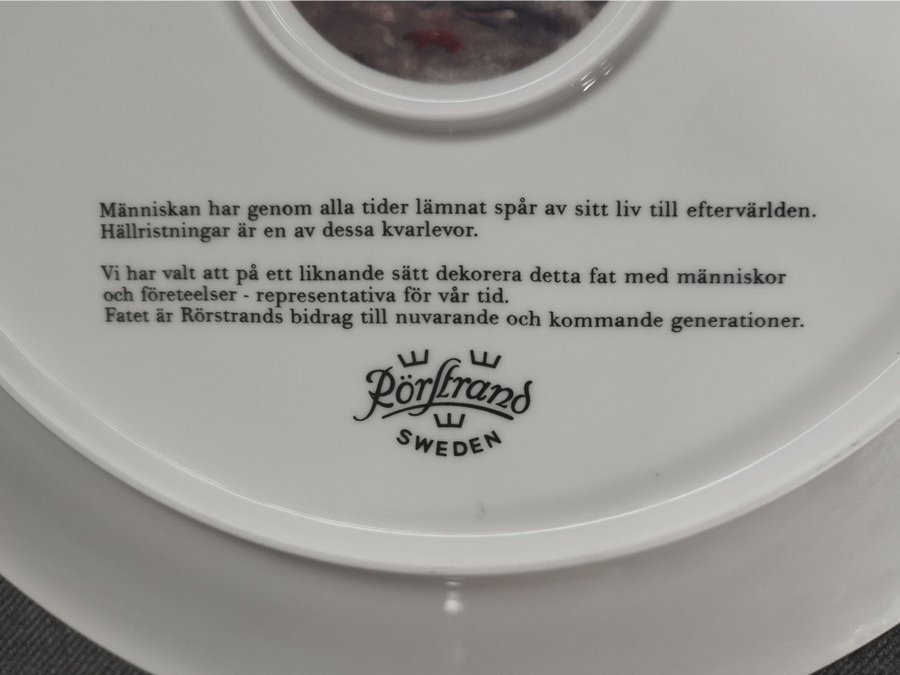 Människan har genom alla tider lämnat spår av sitt liv till eftervärlden.
Hällristningar är en av dessa kvarlevor.
Vi har valt att på ett liknande sätt dekorera detta fat med människor
och företeelser - representativa för vår tid.
Fatet är Rörstrands bidrag till nuvarande och kommande generationer.
Rörstrand
SWEDEN